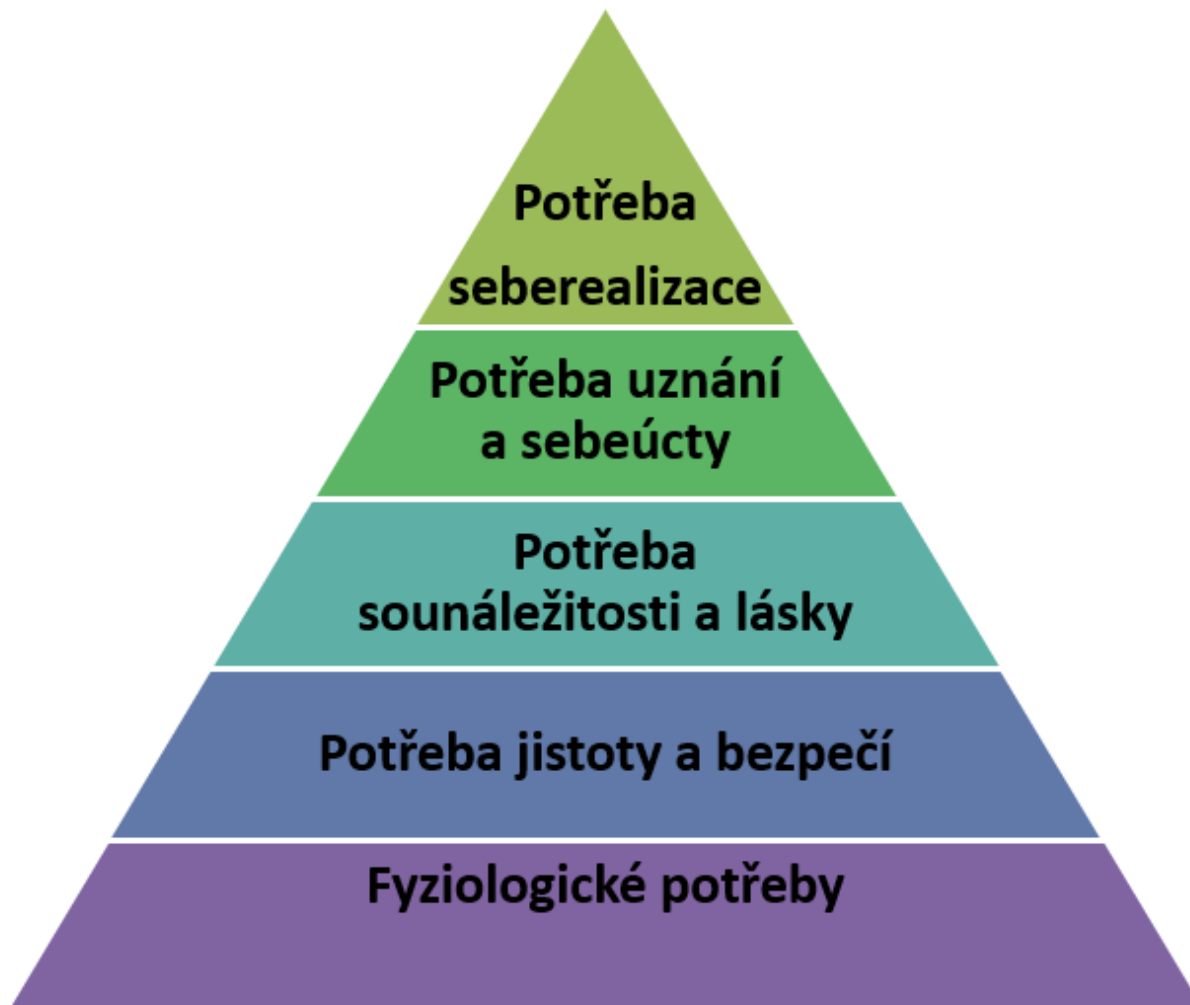 Potřeba
seberealizace
Potřeba uznání
a sebeúcty
Potřeba
sounáležitosti a lásky
Potřeba jistoty a bezpečí
Fyziologické potřeby